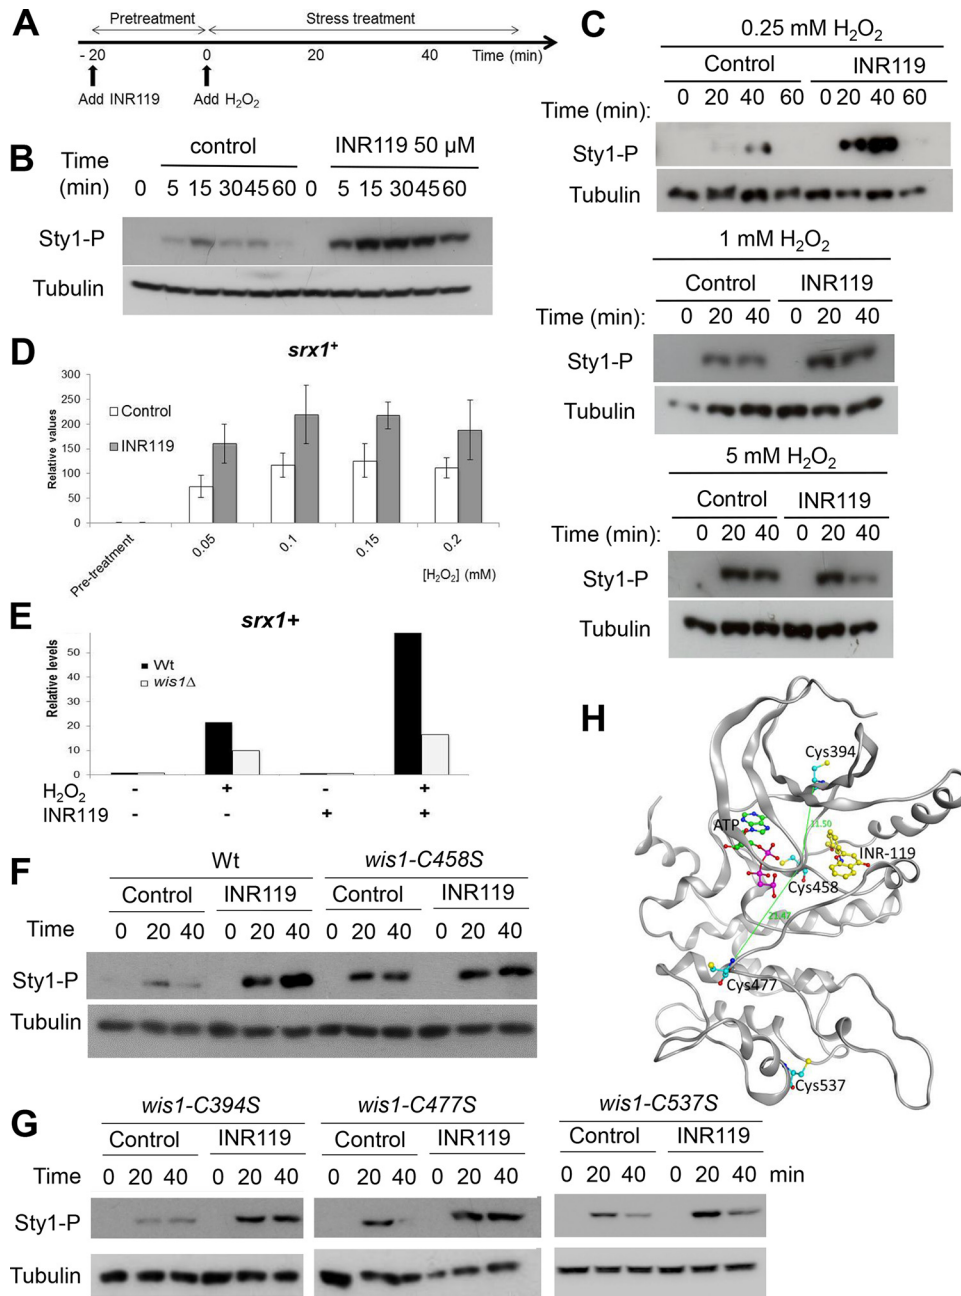 A
Pretreatment
Stress treatment
- 20
0
20
40
Time (min)
Add INR119
Add H₂O₂
B
Time
(min)
control
INR119 50 µM
0 5 15 30 45 60 0 5 15 30 45 60
Sty1-P
Tubulin
C
0.25 mM H₂O₂
Control INR119
Time (min): 0 20 40 60 0 20 40 60
Sty1-P
Tubulin
1 mM H₂O₂
Control INR119
Time (min): 0 20 40 0 20 40
Sty1-P
Tubulin
5 mM H₂O₂
Control INR119
Time (min): 0 20 40 0 20 40
Sty1-P
Tubulin
D
srx1⁺
Relative values
300
250
200
150
100
50
0
Control
INR119
Pre-treatment
0.05
0.1
0.15
0.2
[H₂O₂] (mM)
E
srx1+
Relative levels
50
40
30
20
10
0
Wt
wis1Δ
H₂O₂ - + - +
INR119 - - + +
F
Wt wis1-C458S
Control INR119 Control INR119
Time 0 20 40 0 20 40 0 20 40 0 20 40
Sty1-P
Tubulin
G
wis1-C394S wis1-C477S wis1-C537S
Control INR119 Control INR119 Control INR119
Time 0 20 40 0 20 40 0 20 40 0 20 40 0 20 40 0 20 40 min
Sty1-P
Tubulin
H
Cys394
ATP
11.50
INR-119
Cys458
21.47
Cys477
Cys537